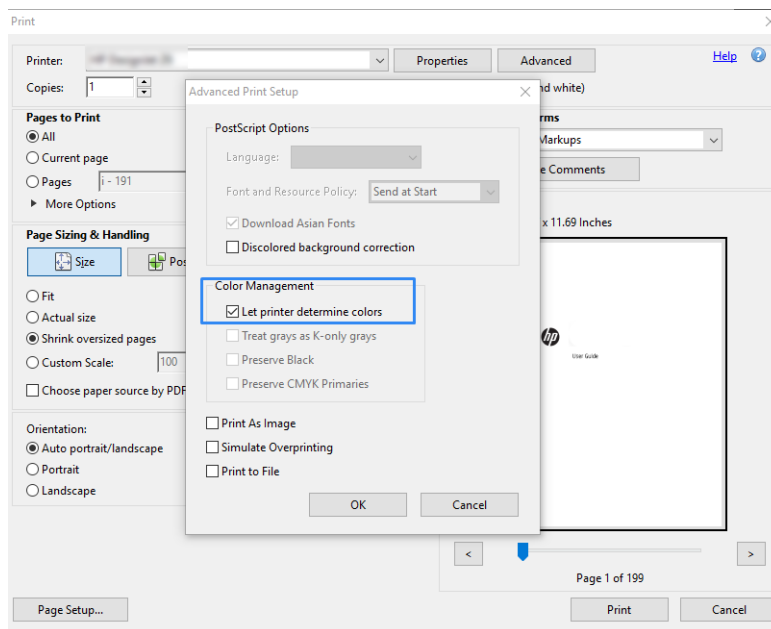 Print
Printer:
Properties
Advanced
Help
Copies:
1
nd white)
Pages to Print
All
Current page
Pages
i - 191
More Options
Page Sizing & Handling
Size
Pos
Fit
Actual size
Shrink oversized pages
Custom Scale:
100
Choose paper source by PDF
Orientation:
Auto portrait/landscape
Portrait
Landscape
Page Setup...
Advanced Print Setup
PostScript Options
Language:
Font and Resource Policy:
Send at Start
Download Asian Fonts
Discolored background correction
Color Management
Let printer determine colors
Treat grays as K-only grays
Preserve Black
Preserve CMYK Primaries
Print As Image
Simulate Overprinting
Print to File
OK
Cancel
rms
Markups
e Comments
x 11.69 Inches
hp
User Guide
<
>
Page 1 of 199
Print
Cancel